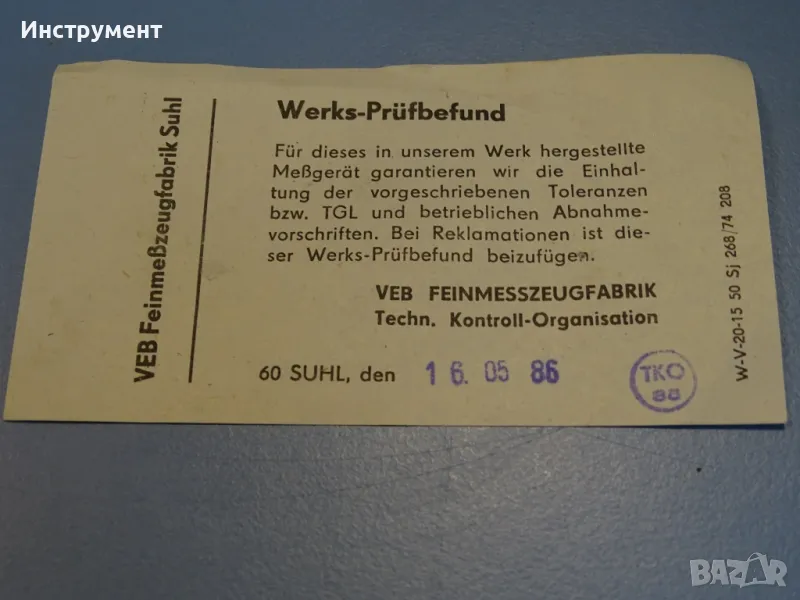 Инструмент
VEB Feinmeßzeugfabrik Suhl
Werks-Prüfbefund
Für dieses in unserem Werk hergestellte
Meßgerät garantieren wir die Einhal-
tung der vorgeschriebenen Toleranzen
bzw. TGL und betrieblichen Abnahme-
vorschriften. Bei Reklamationen ist die-
ser Werks-Prüfbefund beizufügen.
VEB FEINMESSZEUGFABRIK
Techn. Kontroll-Organisation
60 SUHL, den 16. 05 86
TKO
W-V-20-15 50 Sj 268/74 208
BAZAR